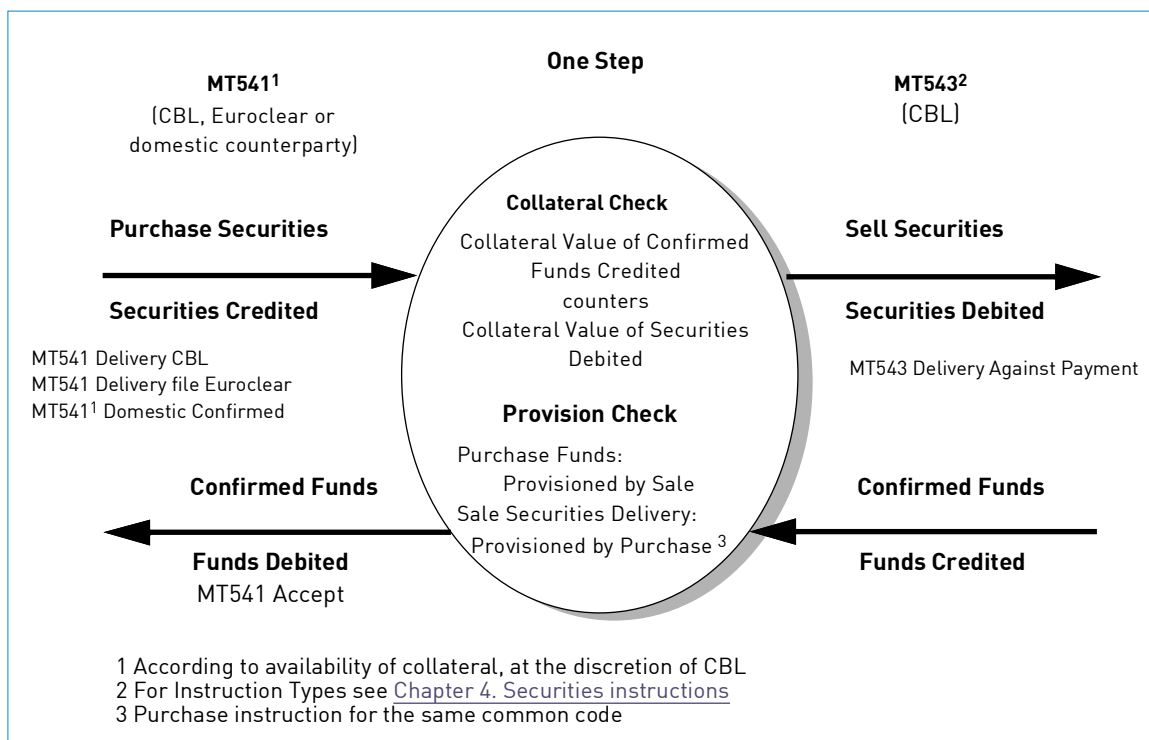 One Step
MT541¹
(CBL, Euroclear or
domestic counterparty)
MT543²
(CBL)
Purchase Securities
Securities Credited
MT541 Delivery CBL
MT541 Delivery file Euroclear
MT541¹ Domestic Confirmed
Confirmed Funds
Funds Debited
MT541 Accept
Collateral Check
Collateral Value of Confirmed
Funds Credited
counters
Collateral Value of Securities
Debited
Provision Check
Purchase Funds:
Provisioned by Sale
Sale Securities Delivery:
Provisioned by Purchase ³
Sell Securities
Securities Debited
MT543 Delivery Against Payment
Confirmed Funds
Funds Credited
1 According to availability of collateral, at the discretion of CBL
2 For Instruction Types see Chapter 4. Securities instructions
3 Purchase instruction for the same common code